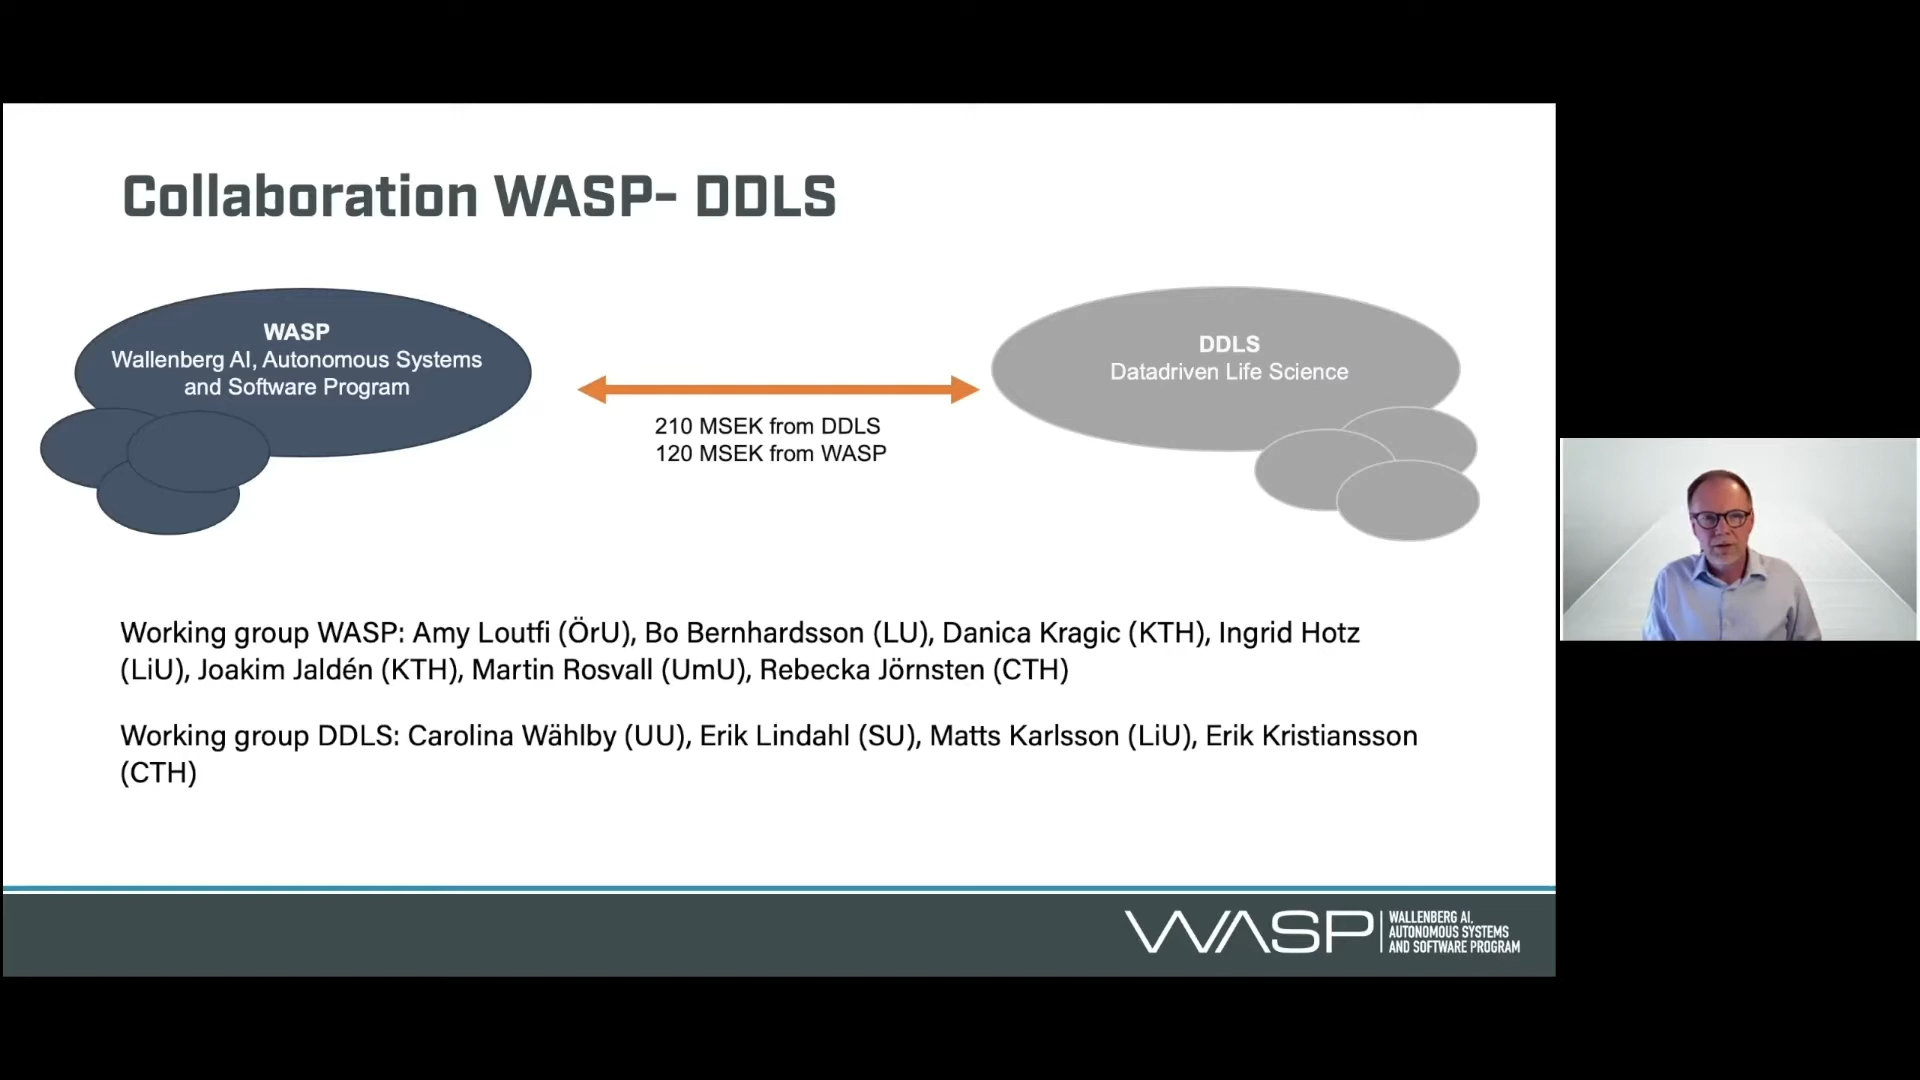 Collaboration WASP- DDLS
WASP
Wallenberg AI, Autonomous Systems
and Software Program
DDLS
Datadriven Life Science
210 MSEK from DDLS
120 MSEK from WASP
Working group WASP: Amy Loutfi (ÖrU), Bo Bernhardsson (LU), Danica Kragic (KTH), Ingrid Hotz
(LiU), Joakim Jaldén (KTH), Martin Rosvall (UmU), Rebecka Jörnsten (CTH)
Working group DDLS: Carolina Wählby (UU), Erik Lindahl (SU), Matts Karlsson (LiU), Erik Kristiansson
(CTH)
WASP
WALLENBERG AI,
AUTONOMOUS SYSTEMS
AND SOFTWARE PROGRAM